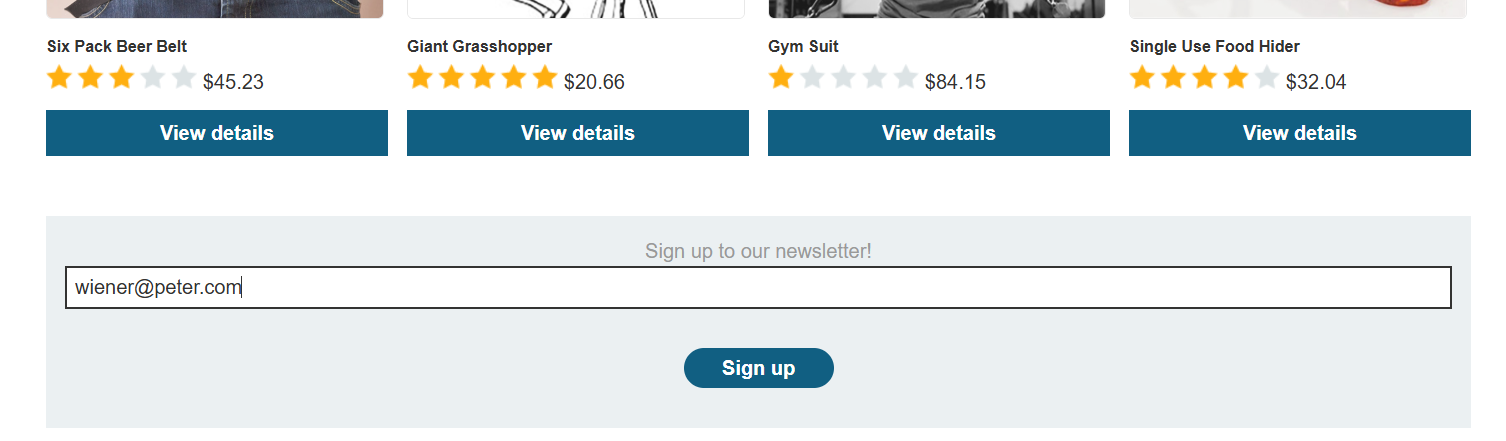 Six Pack Beer Belt
$45.23
View details
Giant Grasshopper
$20.66
View details
Gym Suit
$84.15
View details
Single Use Food Hider
$32.04
View details
Sign up to our newsletter!
wiener@peter.com
Sign up